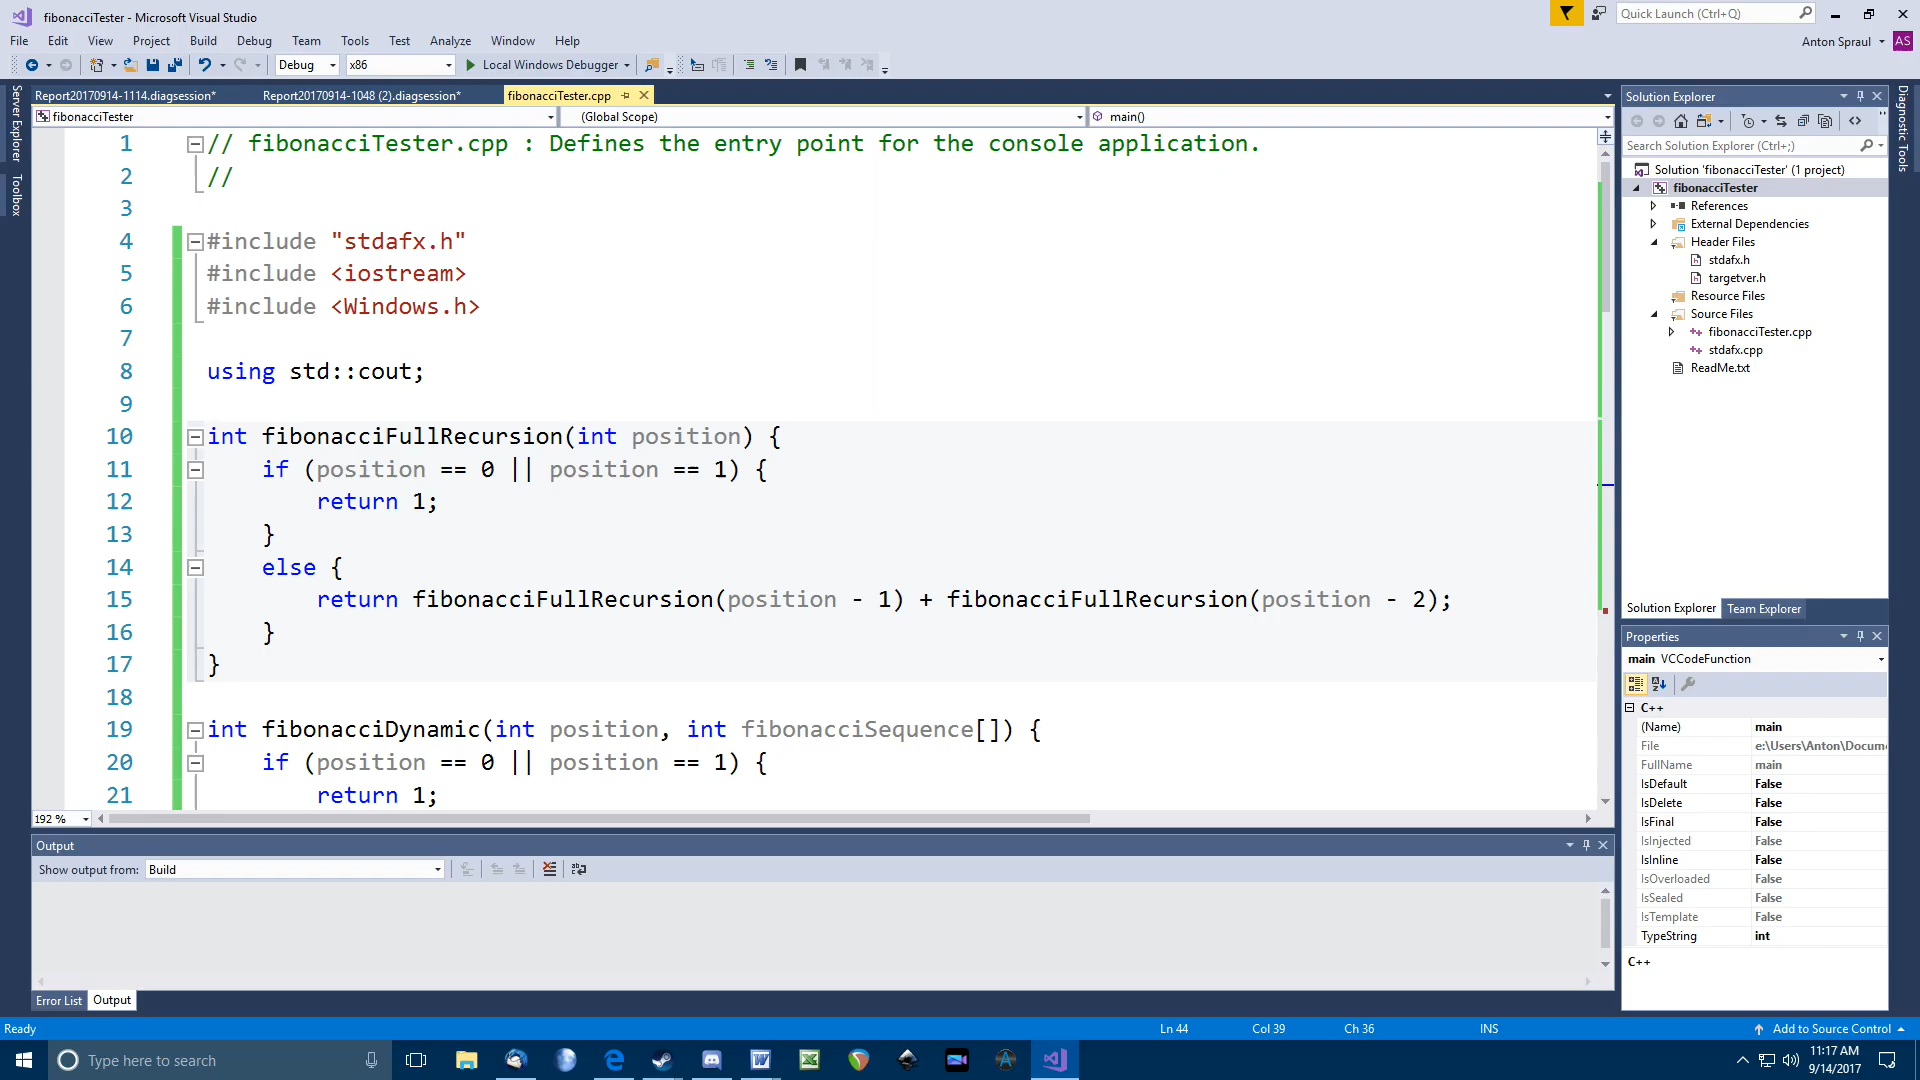 fibonacciTester - Microsoft Visual Studio
Quick Launch (Ctrl+Q)
File Edit View Project Build Debug Team Tools Test Analyze Window Help
Anton Spraul AS
Debug x86 Local Windows Debugger
Server Explorer
Toolbox
Report20170914-1114.diagsession* Report20170914-1048 (2).diagsession* fibonacciTester.cpp
fibonacciTester (Global Scope) main()
1 // fibonacciTester.cpp : Defines the entry point for the console application.
2 //
3
4 #include "stdafx.h"
5 #include <iostream>
6 #include <Windows.h>
7
8 using std::cout;
9
10 int fibonacciFullRecursion(int position) {
11 if (position == 0 || position == 1) {
12 return 1;
13 }
14 else {
15 return fibonacciFullRecursion(position - 1) + fibonacciFullRecursion(position - 2);
16 }
17 }
18
19 int fibonacciDynamic(int position, int fibonacciSequence[]) {
20 if (position == 0 || position == 1) {
21 return 1;
192 %
Output
Show output from: Build
Error List Output
Solution Explorer
Search Solution Explorer (Ctrl+;)
Solution 'fibonacciTester' (1 project)
fibonacciTester
References
External Dependencies
Header Files
stdafx.h
targetver.h
Resource Files
Source Files
fibonacciTester.cpp
stdafx.cpp
ReadMe.txt
Solution Explorer Team Explorer
Diagnostic Tools
Properties
main VCCodeFunction
C++
(Name) main
File e:\Users\Anton\Docum
FullName main
IsDefault False
IsDelete False
IsFinal False
IsInjected False
IsInline False
IsOverloaded False
IsSealed False
IsTemplate False
TypeString int
C++
Ready Ln 44 Col 39 Ch 36 INS Add to Source Control
Type here to search
11:17 AM
9/14/2017